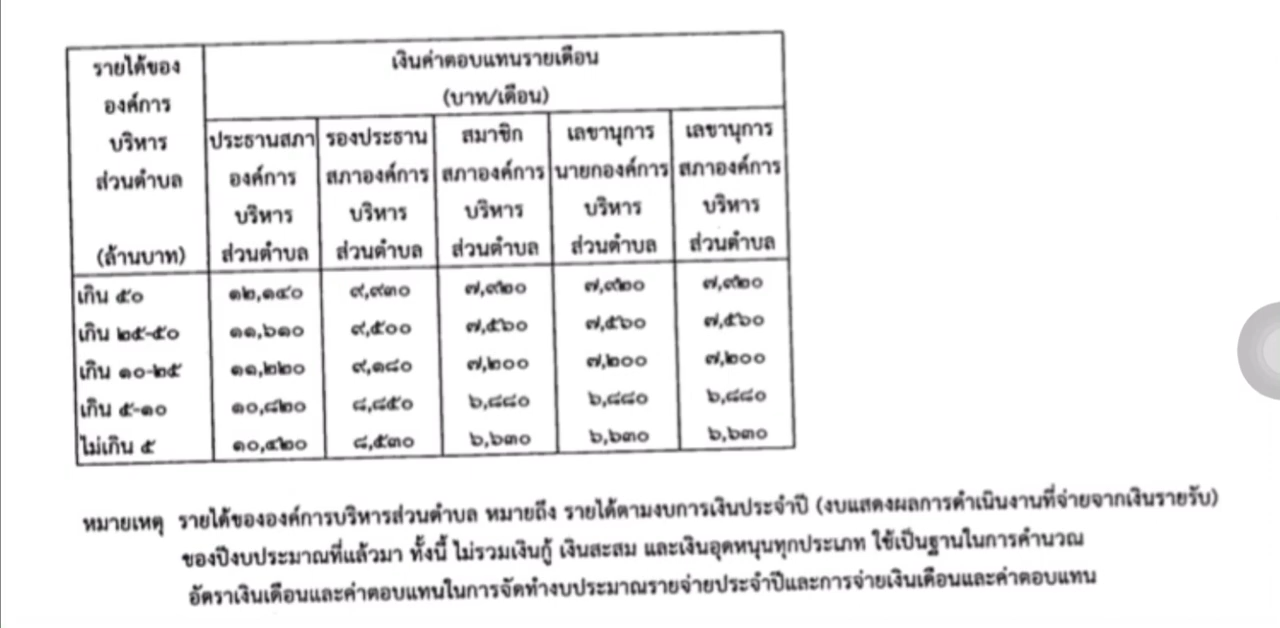 รายได้ของ
องค์การ
บริหาร
ส่วนตำบล
(ล้านบาท)
เงินค่าตอบแทนรายเดือน
(บาท/เดือน)
ประธานสภา
องค์การ
บริหาร
ส่วนตำบล
รองประธาน
สภาองค์การ
บริหาร
ส่วนตำบล
สมาชิก
สภาองค์การ
บริหาร
ส่วนตำบล
เลขานุการ
นายกองค์การ
บริหาร
ส่วนตำบล
เลขานุการ
สภาองค์การ
บริหาร
ส่วนตำบล
เกิน ๕๐ ๑๒,๑๔๐ ๙,๙๓๐ ๗,๙๒๐ ๗,๙๒๐ ๗,๙๒๐
เกิน ๒๕-๕๐ ๑๑,๖๑๐ ๙,๕๐๐ ๗,๕๖๐ ๗,๕๖๐ ๗,๕๖๐
เกิน ๑๐-๒๕ ๑๑,๒๒๐ ๙,๑๘๐ ๗,๒๐๐ ๗,๒๐๐ ๗,๒๐๐
เกิน ๕-๑๐ ๑๐,๘๒๐ ๘,๘๕๐ ๖,๘๘๐ ๖,๘๘๐ ๖,๘๘๐
ไม่เกิน ๕ ๑๐,๔๒๐ ๘,๕๓๐ ๖,๖๓๐ ๖,๖๓๐ ๖,๖๓๐
หมายเหตุ รายได้ขององค์การบริหารส่วนตำบล หมายถึง รายได้ตามงบการเงินประจำปี (งบแสดงผลการดำเนินงานที่จ่ายจากเงินรายรับ)
ของปีงบประมาณที่แล้วมา ทั้งนี้ ไม่รวมเงินกู้ เงินสะสม และเงินอุดหนุนทุกประเภท ใช้เป็นฐานในการคำนวณ
อัตราเงินเดือนและค่าตอบแทนในการจัดทำงบประมาณรายจ่ายประจำปีและการจ่ายเงินเดือนและค่าตอบแทน